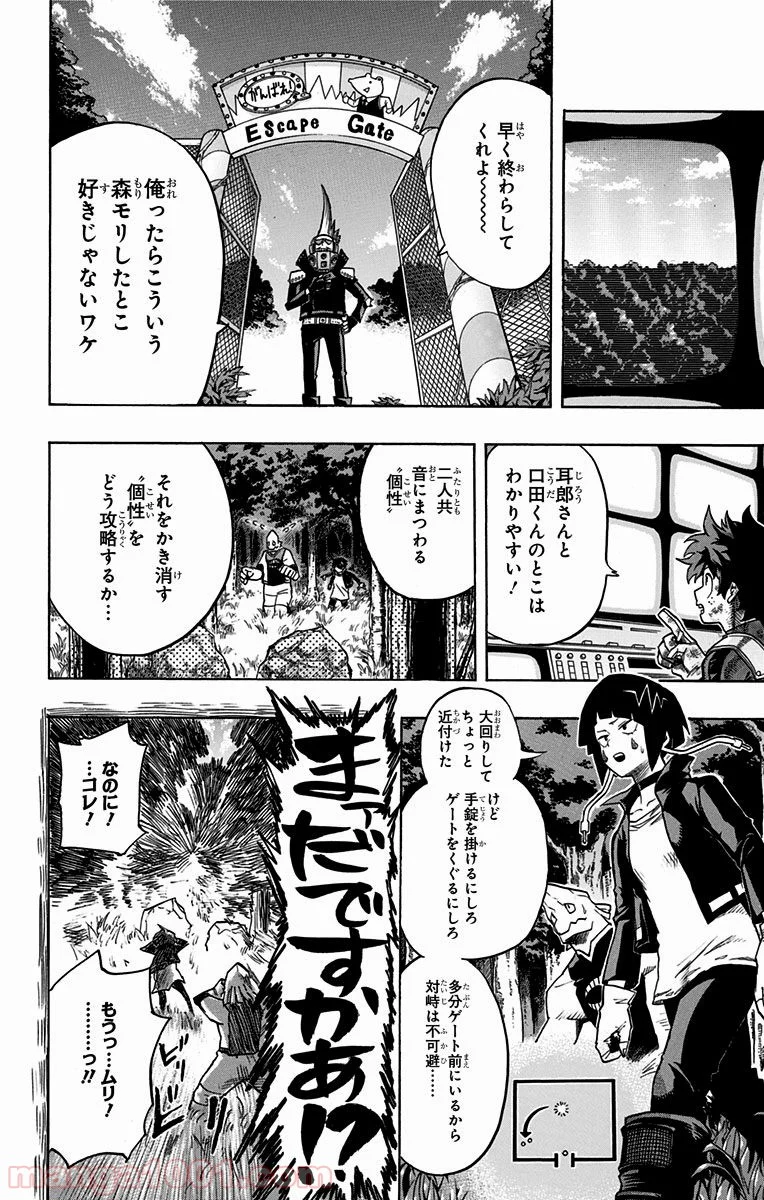 早く終わらして
くれよ〜〜〜〜
がんばれ!
Escape Gate
俺ったらこういう
森モリしたとこ
好きじゃないワケ
耳郎さんと
口田くんのとこは
わかりやすい!
二人共
音にまつわる
〝個性〟
それをかき消す
〝個性〟を
どう攻略するか…
大回りして
ちょっと
近付けた
けど
手錠を掛けるにしろ
ゲートをくぐるにしろ
多分ゲート前にいるから
対峙は不可避……
まァだですかあ!?
なのに!
…コレ!
もうっ…ムリ!
………っ!!